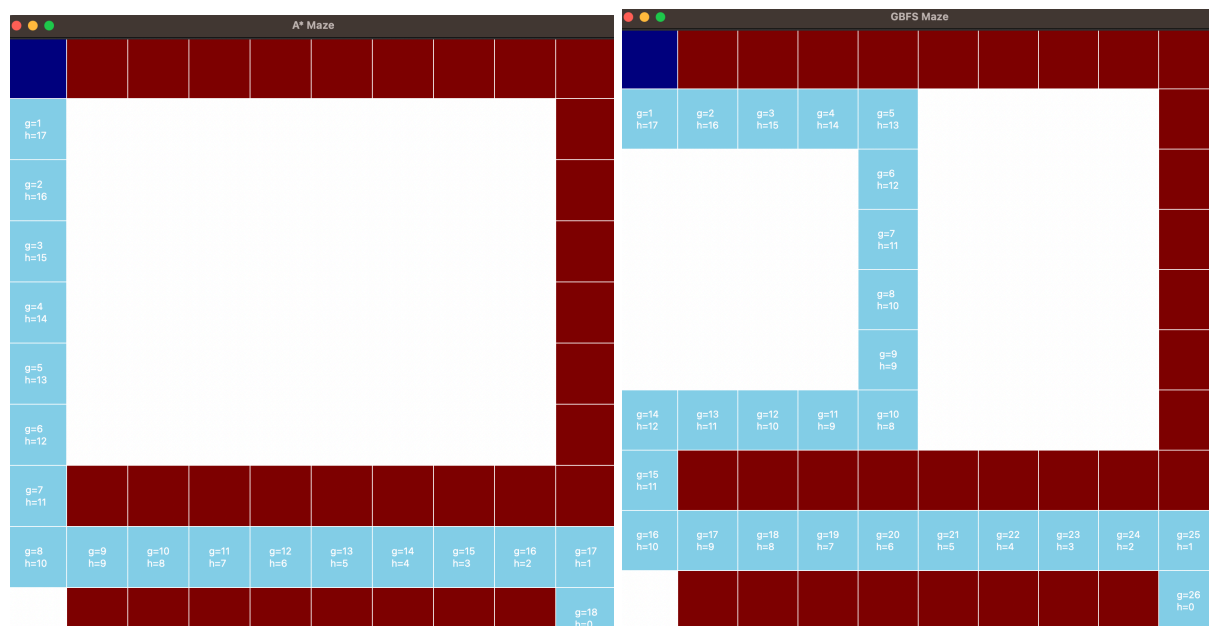 A* Maze
g=1
h=17
g=2
h=16
g=3
h=15
g=4
h=14
g=5
h=13
g=6
h=12
g=7
h=11
g=8
h=10
g=9
h=9
g=10
h=8
g=11
h=7
g=12
h=6
g=13
h=5
g=14
h=4
g=15
h=3
g=16
h=2
g=17
h=1
g=18
h=0
GBFS Maze
g=1
h=17
g=2
h=16
g=3
h=15
g=4
h=14
g=5
h=13
g=6
h=12
g=7
h=11
g=8
h=10
g=9
h=9
g=14
h=12
g=13
h=11
g=12
h=10
g=11
h=9
g=10
h=8
g=15
h=11
g=16
h=10
g=17
h=9
g=18
h=8
g=19
h=7
g=20
h=6
g=21
h=5
g=22
h=4
g=23
h=3
g=24
h=2
g=25
h=1
g=26
h=0